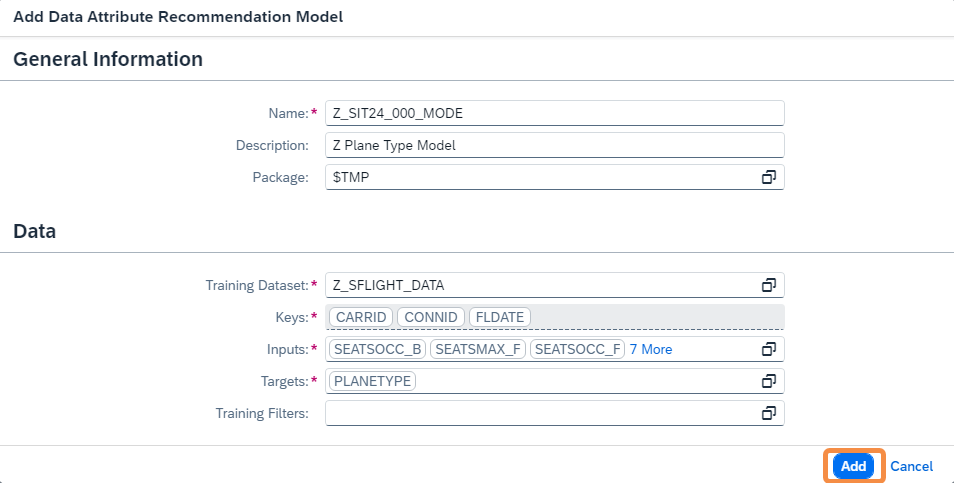 Add Data Attribute Recommendation Model
General Information
Name:* Z_SIT24_000_MODE
Description: Z Plane Type Model
Package: $TMP
Data
Training Dataset:* Z_SFLIGHT_DATA
Keys:* CARRID CONNID FLDATE
Inputs:* SEATSOCC_B SEATSMAX_F SEATSOCC_F 7 More
Targets:* PLANETYPE
Training Filters:
Add Cancel